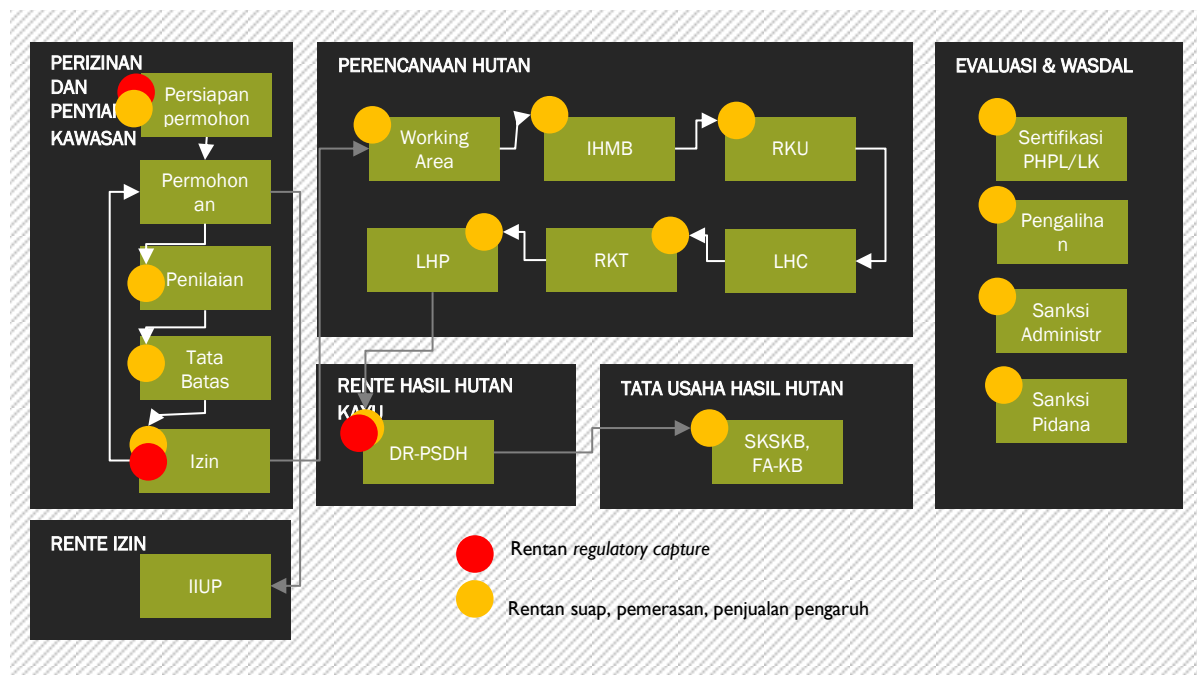 PERIZINAN
DAN
PENYIA
KAWASAN
Persiapan
permohon
Permohon
an
Penilaian
Tata
Batas
Izin
RENTE IZIN
IIUP
PERENCANAAN HUTAN
Working
Area
IHMB
RKU
LHP
RKT
LHC
RENTE HASIL HUTAN
KAYU
DR-PSDH
TATA USAHA HASIL HUTAN
SKSKB,
FA-KB
EVALUASI & WASDAL
Sertifikasi
PHPL/LK
Pengaliha
n
Sanksi
Administr
Sanksi
Pidana
Rentan regulatory capture
Rentan suap, pemerasan, penjualan pengaruh